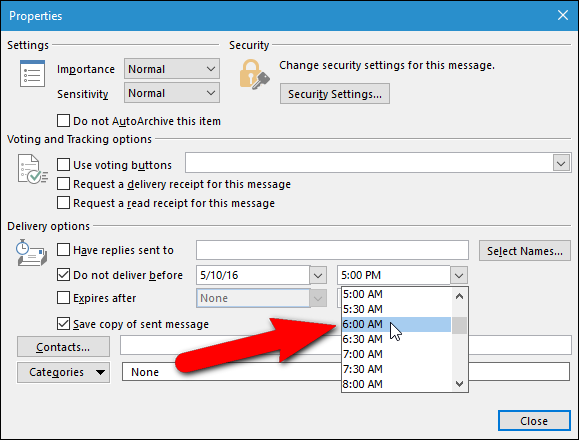 Properties
Settings
Security
Importance
Normal
Change security settings for this message.
Sensitivity
Normal
Security Settings...
Do not AutoArchive this item
Voting and Tracking options
Use voting buttons
Request a delivery receipt for this message
Request a read receipt for this message
Delivery options
Have replies sent to
Select Names...
Do not deliver before
5/10/16
5:00 PM
Expires after
None
5:00 AM
5:30 AM
Save copy of sent message
6:00 AM
6:30 AM
Contacts...
7:00 AM
7:30 AM
Categories
None
8:00 AM
Close